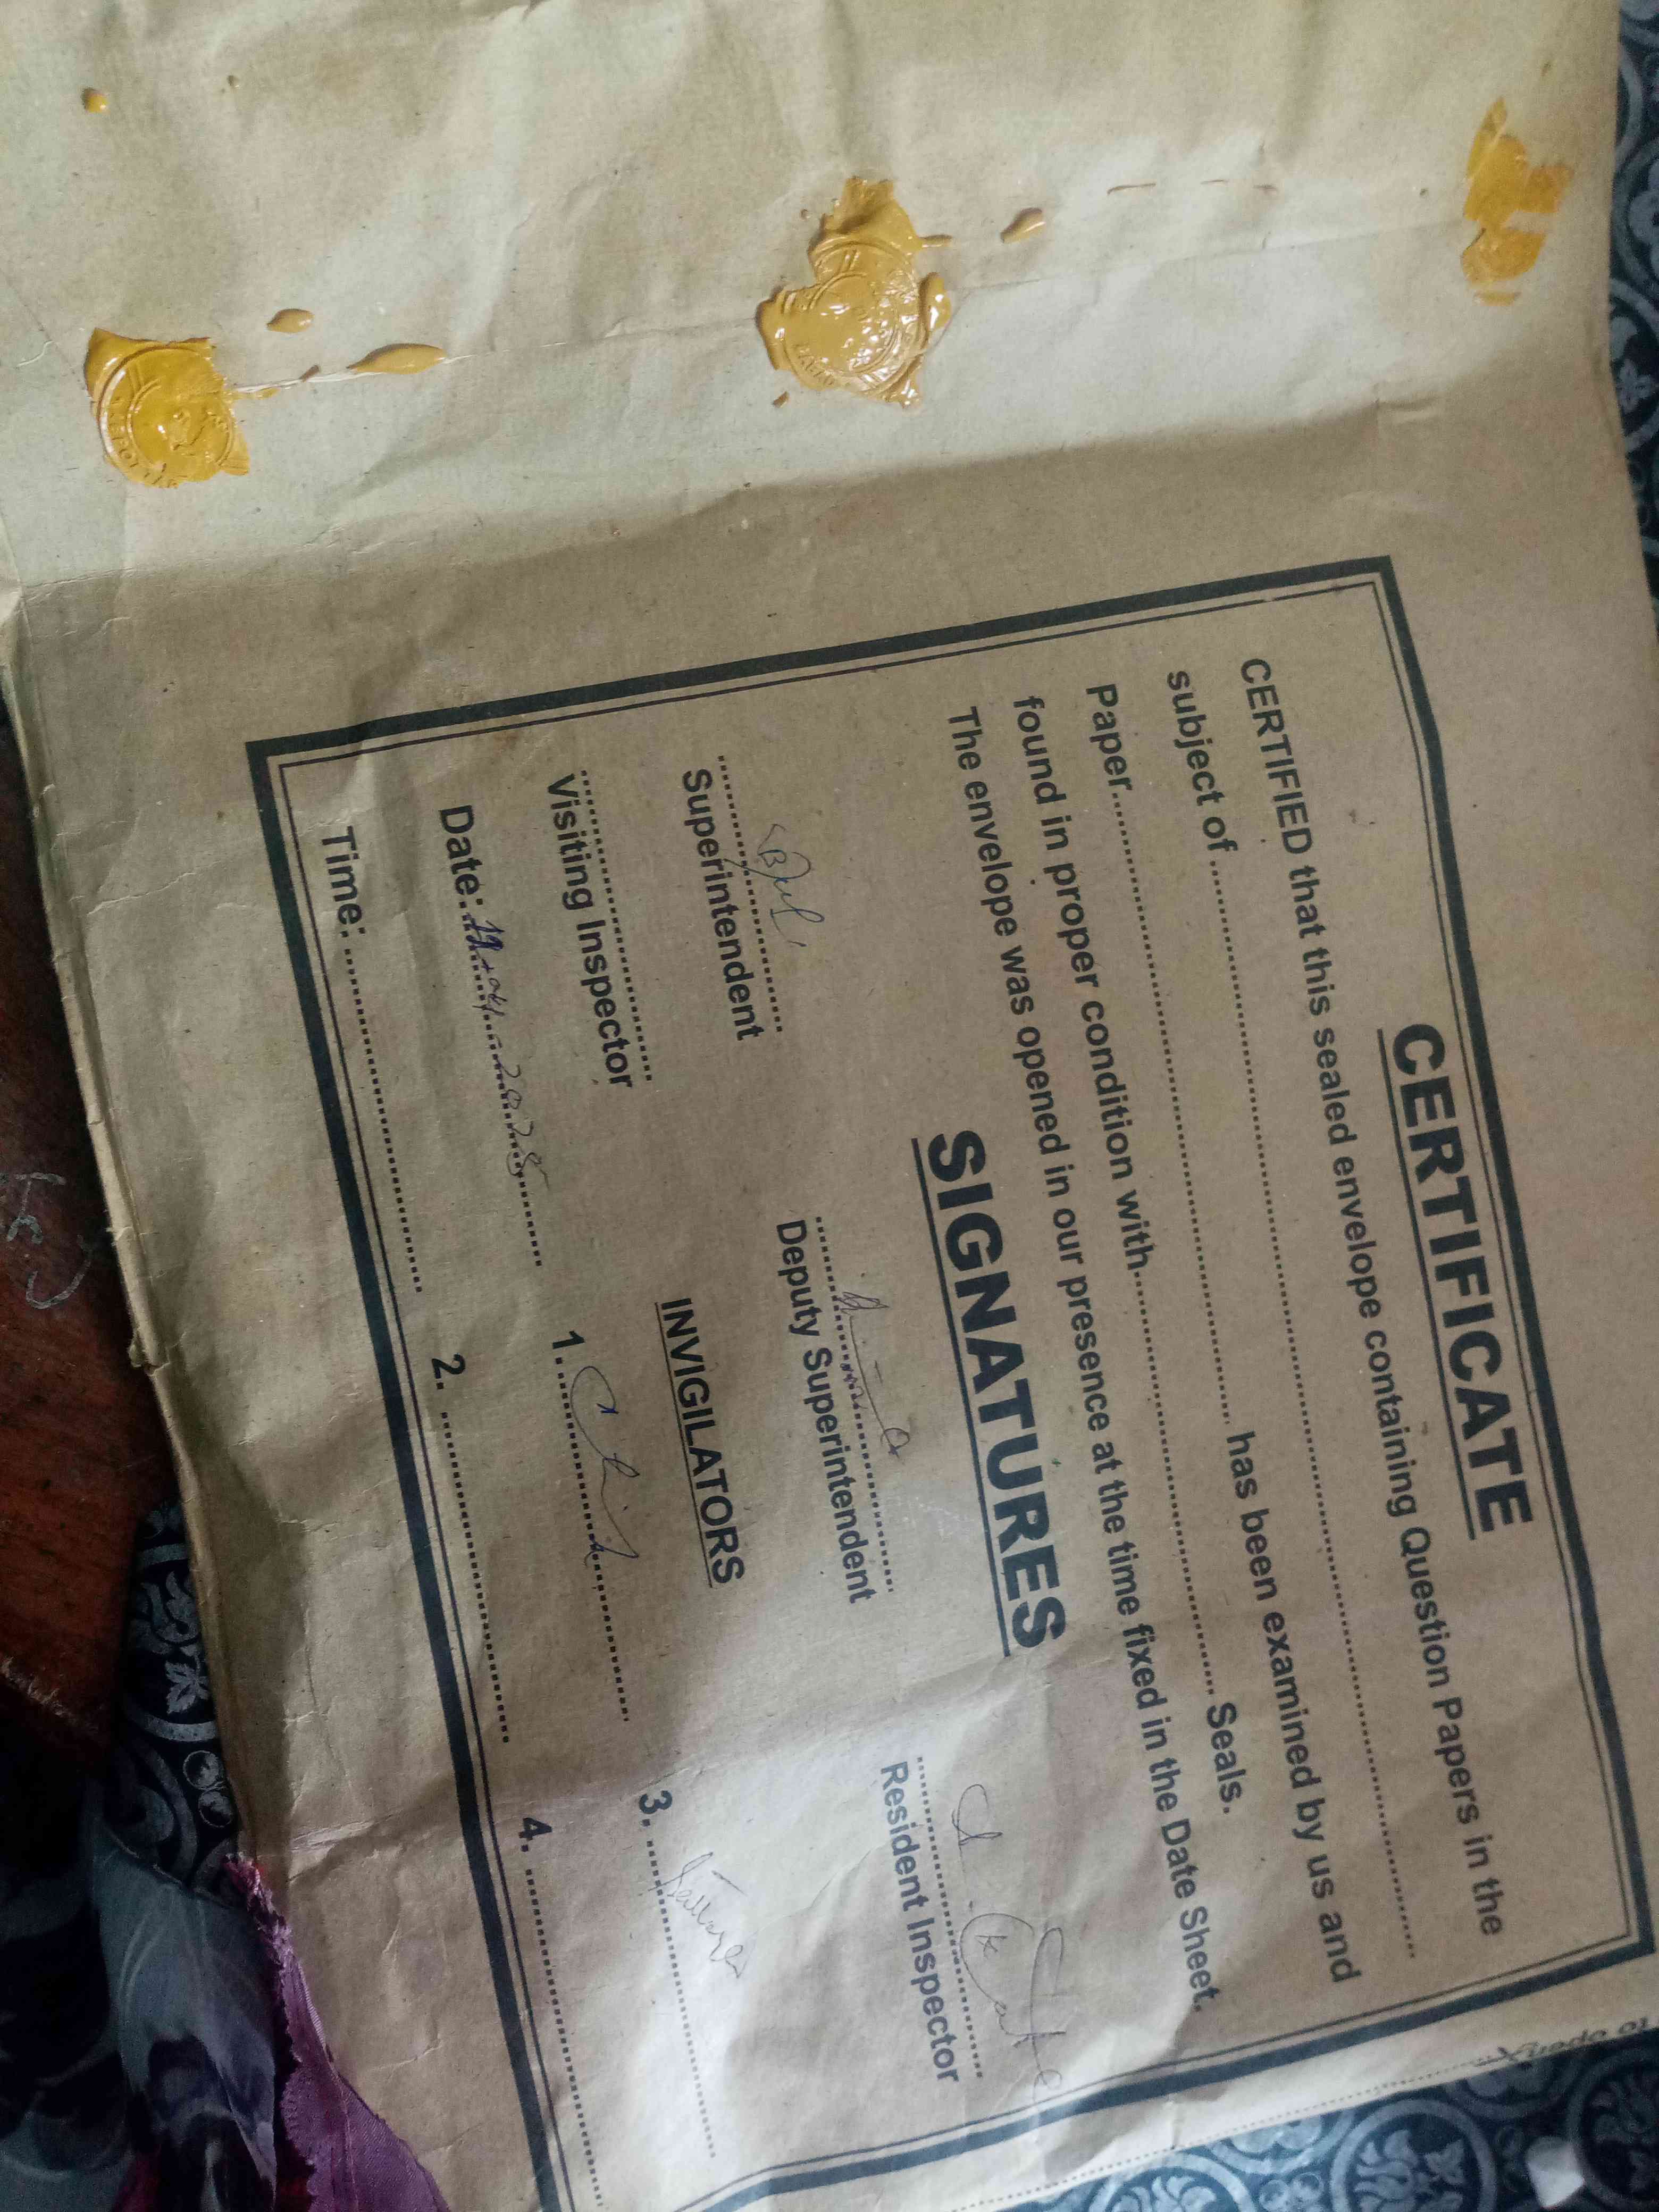 CERTIFICATE
CERTIFIED that this sealed envelope containing Question Papers in the
subject of ..........................................................................
Paper............................................................ has been examined by us and
found in proper condition with.................................................. Seals.
The envelope was opened in our presence at the time fixed in the Date Sheet.
SIGNATURES
Superintendent
Deputy Superintendent
Resident Inspector
Visiting Inspector
INVIGILATORS
Date:
1.
3.
Time:
2.
4.